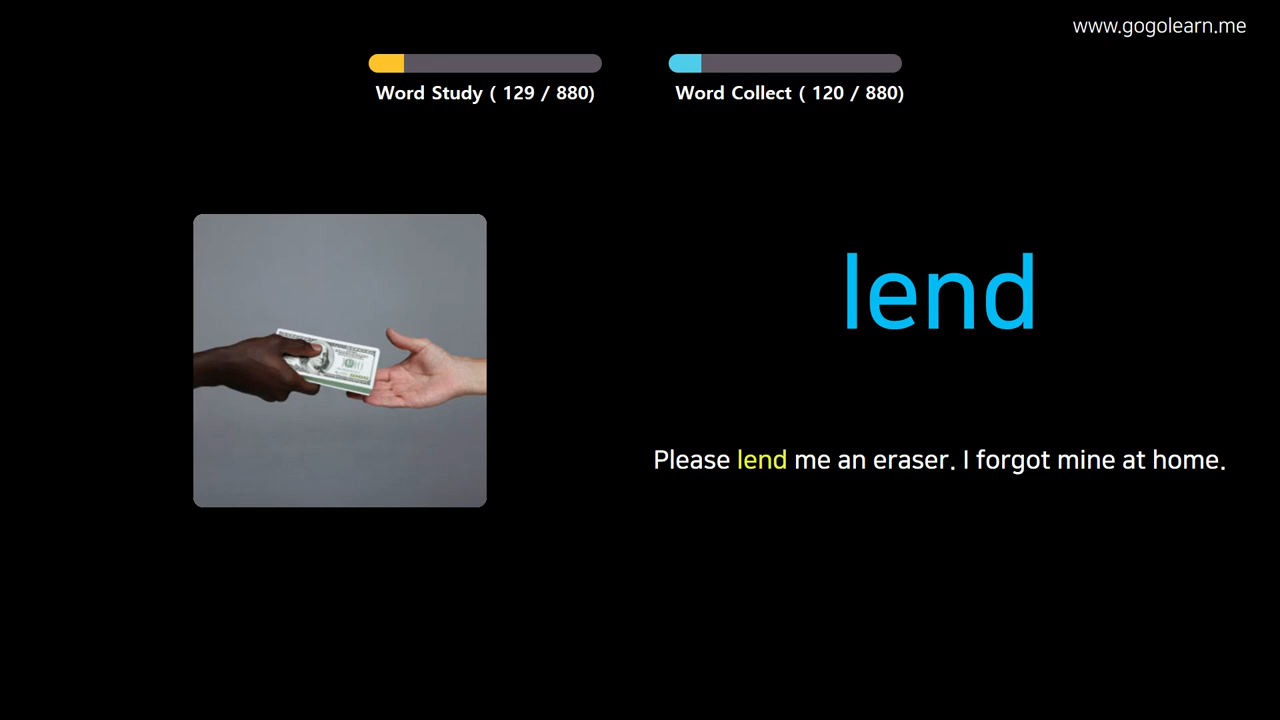 www.gogolearn.me
Word Study ( 129 / 880)
Word Collect ( 120 / 880)
lend
Please lend me an eraser. I forgot mine at home.